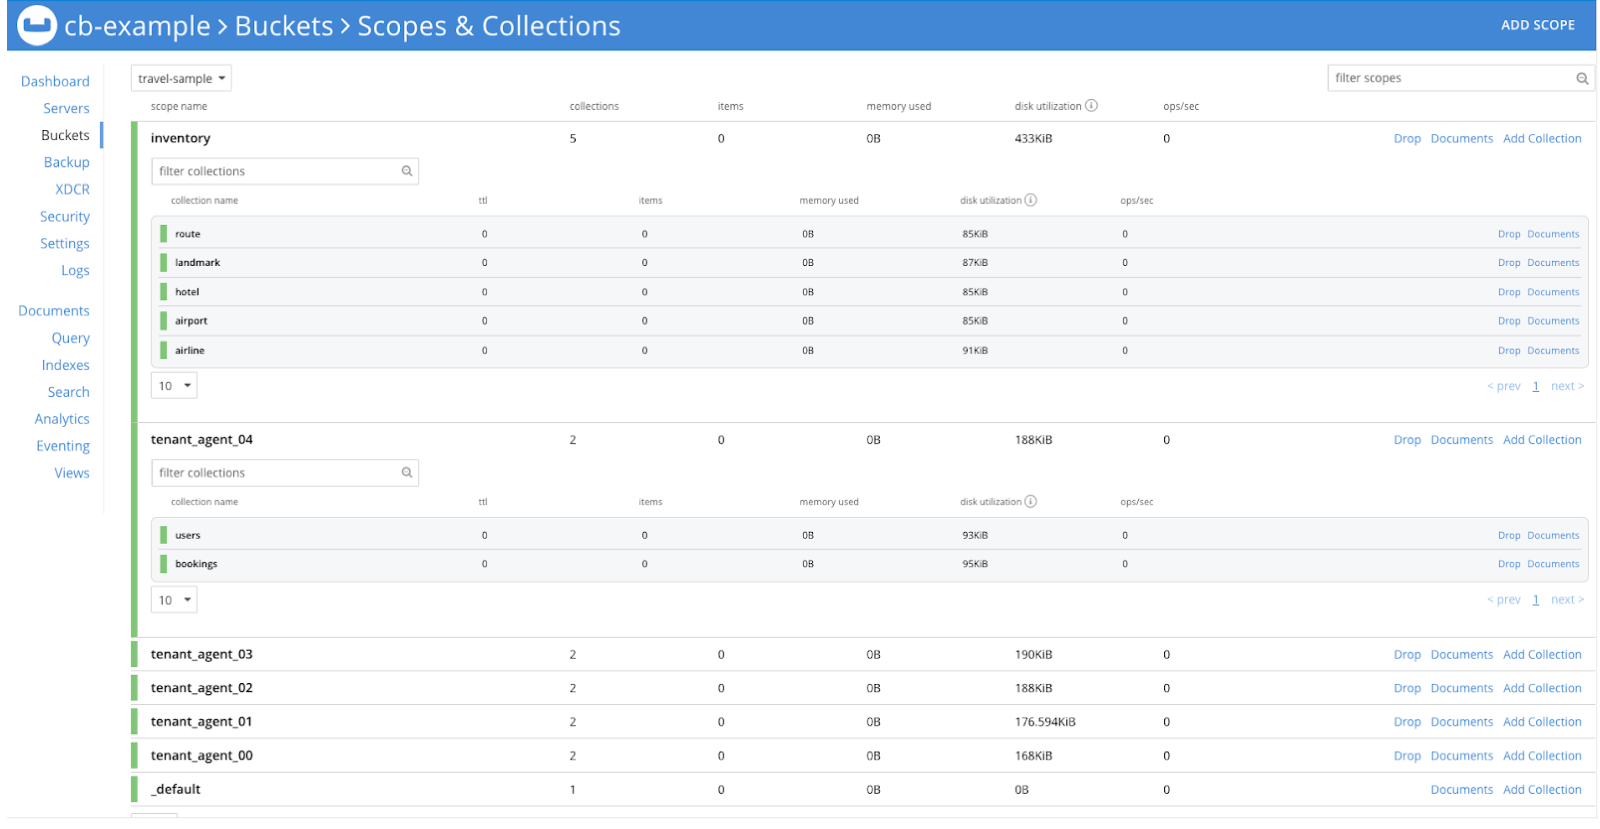 cb-example > Buckets > Scopes & Collections
ADD SCOPE
Dashboard
Servers
Buckets
Backup
XDCR
Security
Settings
Logs
Documents
Query
Indexes
Search
Analytics
Eventing
Views
travel-sample
filter scopes
scope name collections items memory used disk utilization ops/sec
inventory 5 0 0B 433KiB 0 Drop Documents Add Collection
filter collections
collection name ttl items memory used disk utilization ops/sec
route 0 0 0B 85KiB 0 Drop Documents
landmark 0 0 0B 87KiB 0 Drop Documents
hotel 0 0 0B 85KiB 0 Drop Documents
airport 0 0 0B 85KiB 0 Drop Documents
airline 0 0 0B 91KiB 0 Drop Documents
10 < prev 1 next >
tenant_agent_04 2 0 0B 188KiB 0 Drop Documents Add Collection
filter collections
collection name ttl items memory used disk utilization ops/sec
users 0 0 0B 93KiB 0 Drop Documents
bookings 0 0 0B 95KiB 0 Drop Documents
10 < prev 1 next >
tenant_agent_03 2 0 0B 190KiB 0 Drop Documents Add Collection
tenant_agent_02 2 0 0B 188KiB 0 Drop Documents Add Collection
tenant_agent_01 2 0 0B 176.594KiB 0 Drop Documents Add Collection
tenant_agent_00 2 0 0B 168KiB 0 Drop Documents Add Collection
_default 1 0 0B 0B 0 Documents Add Collection